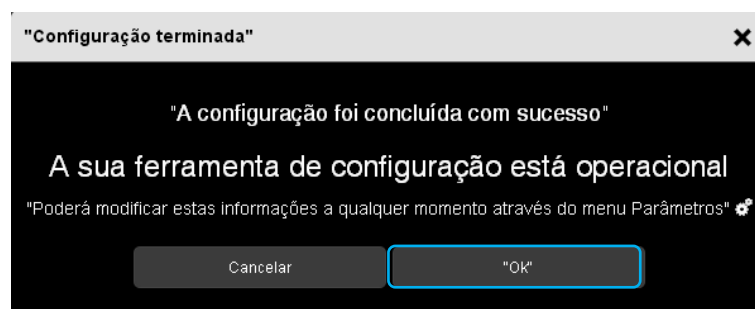 "Configuração terminada"
"A configuração foi concluída com sucesso"
A sua ferramenta de configuração está operacional
"Poderá modificar estas informações a qualquer momento através do menu Parâmetros"
Cancelar "Ok"